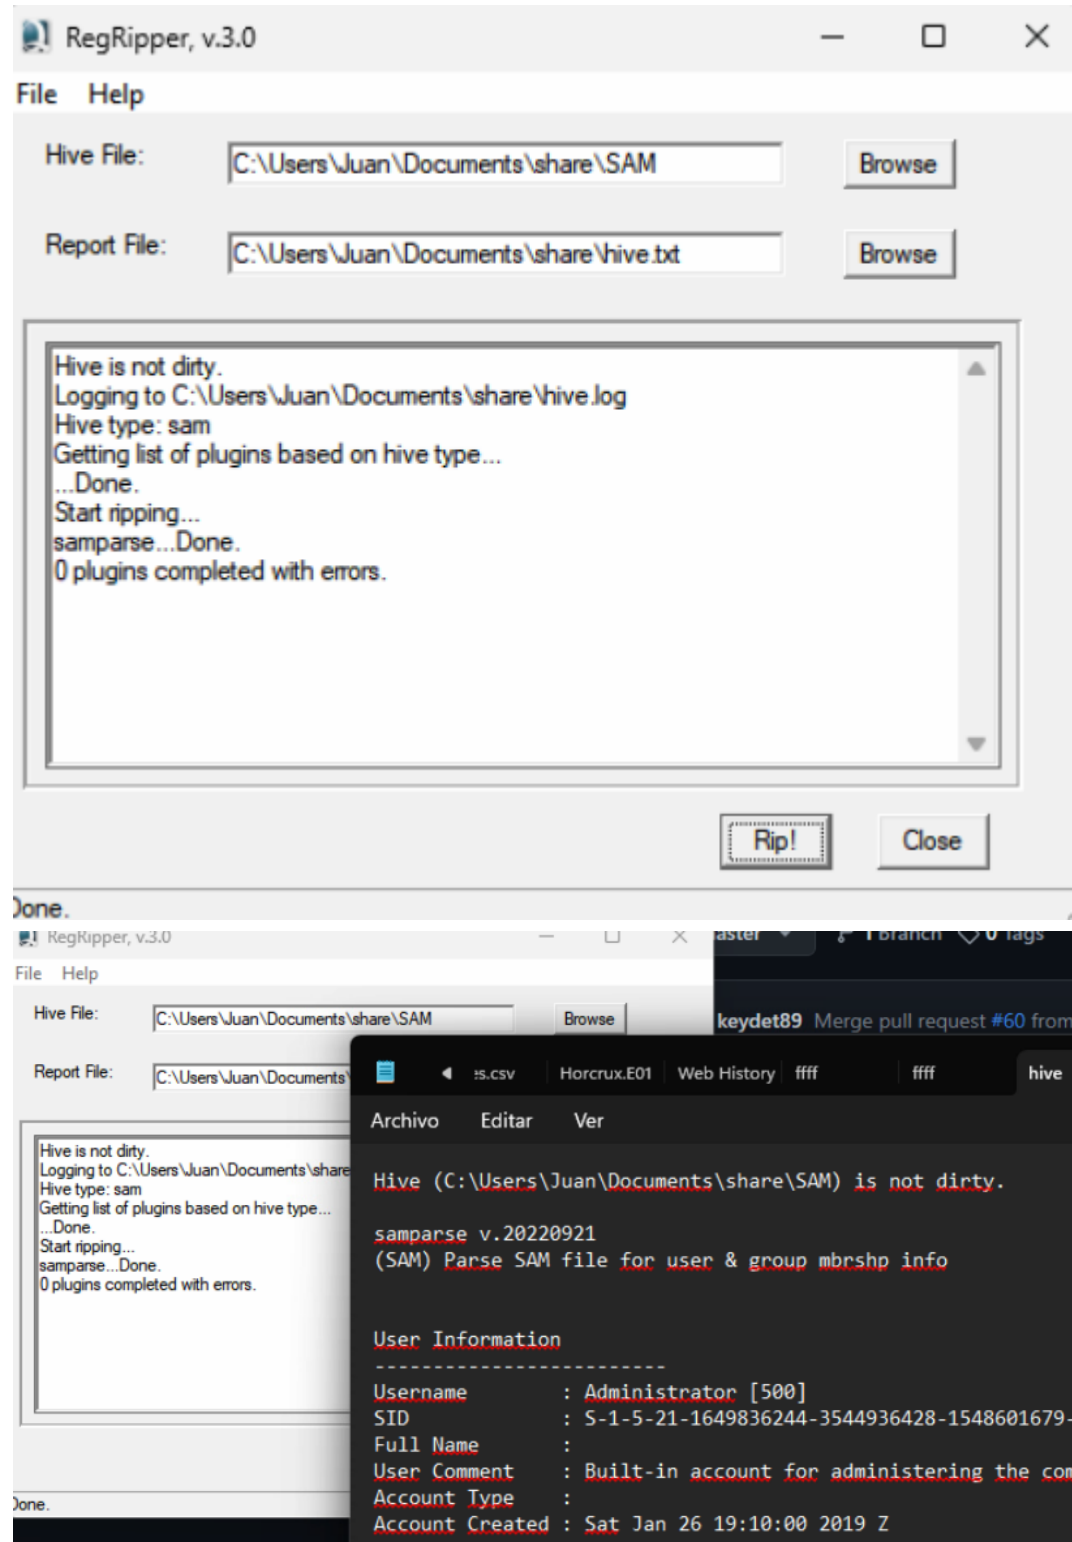 RegRipper, v.3.0
File Help
Hive File: C:\Users\Juan\Documents\share\SAM Browse
Report File: C:\Users\Juan\Documents\share\hive.txt Browse
Hive is not dirty.
Logging to C:\Users\Juan\Documents\share\hive.log
Hive type: sam
Getting list of plugins based on hive type...
...Done.
Start ripping...
samparse...Done.
0 plugins completed with errors.
Rip! Close
Done.
RegRipper, v.3.0
File Help
Hive File: C:\Users\Juan\Documents\share\SAM Browse
Report File: C:\Users\Juan\Documents\
Hive is not dirty.
Logging to C:\Users\Juan\Documents\share
Hive type: sam
Getting list of plugins based on hive type...
...Done.
Start ripping...
samparse...Done.
0 plugins completed with errors.
Done.
aster 1 Branch 0 Tags
keydet89 Merge pull request #60 from
s.csv Horcrux.E01 Web History ffff ffff hive
Archivo Editar Ver
Hive (C:\Users\Juan\Documents\share\SAM) is not dirty.
samparse v.20220921
(SAM) Parse SAM file for user & group mbrshp info
User Information
-------------------------
Username : Administrator [500]
SID : S-1-5-21-1649836244-3544936428-1548601679-
Full Name :
User Comment : Built-in account for administering the com
Account Type :
Account Created : Sat Jan 26 19:10:00 2019 Z